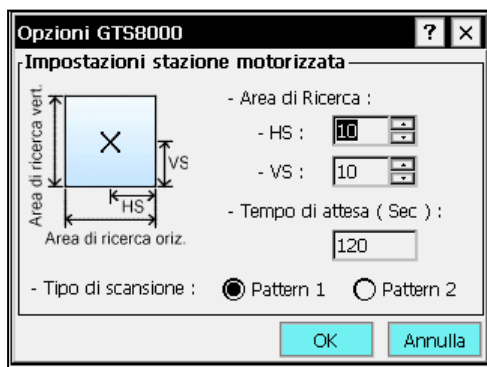 Opzioni GTS8000 ? ×
Impostazioni stazione motorizzata
Area di ricerca vert.
VS
HS
Area di ricerca oriz.
- Area di Ricerca :
- HS : 10
- VS : 10
- Tempo di attesa ( Sec ) :
120
- Tipo di scansione : Pattern 1 Pattern 2
OK Annulla